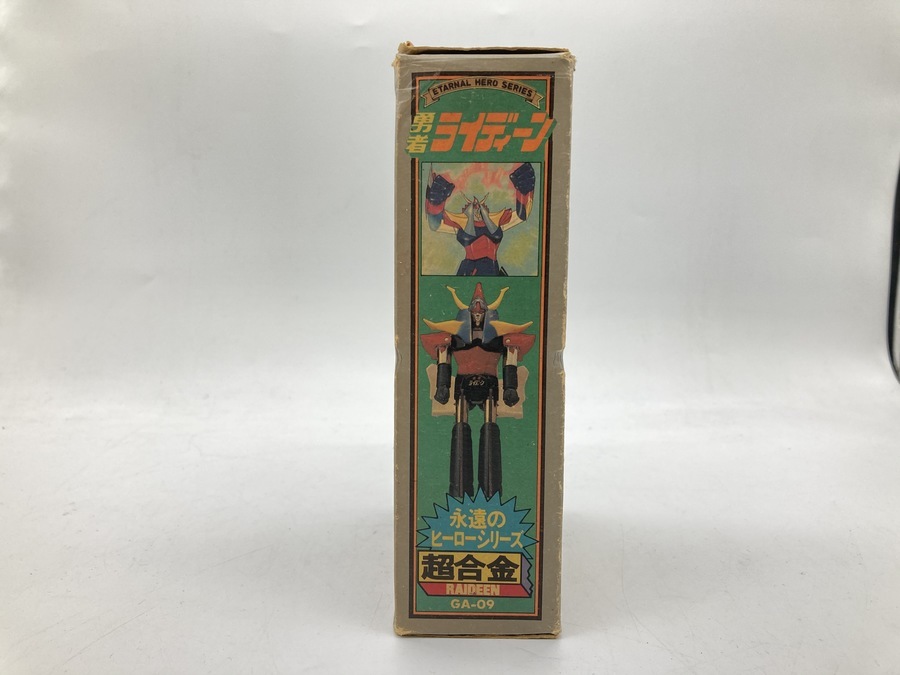 ETARNAL HERO SERIES
勇者ライディーン
永遠の
ヒーローシリーズ
超合金
RAIDEEN
GA-09